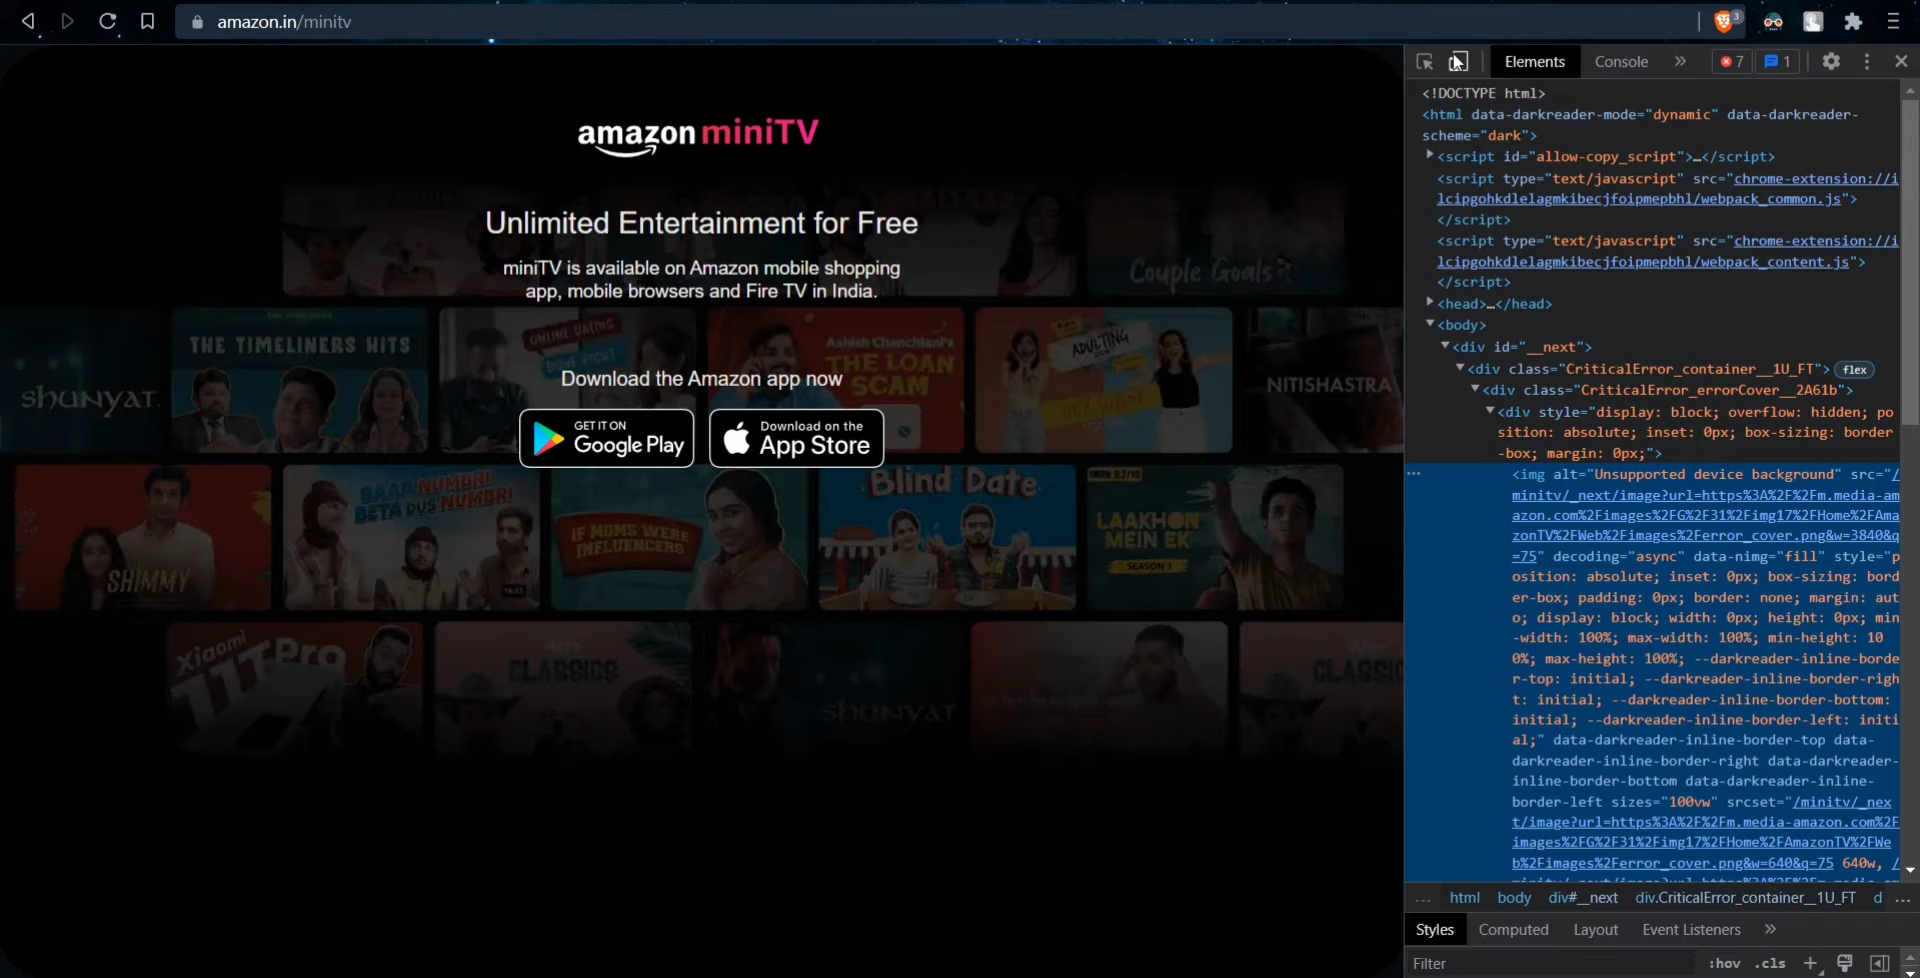 amazon.in/minitv
3
Elements
Console
»
7
1
amazon miniTV
Unlimited Entertainment for Free
miniTV is available on Amazon mobile shopping
app, mobile browsers and Fire TV in India.
Couple Goals
THE TIMELINERS HITS
ONLINE DATING
Ashish Chanchlani's
THE LOAN
SCAM
ADULTING
SHUNYAT
NITISHASTRA
Download the Amazon app now
GET IT ON
Google Play
Download on the
App Store
SHIMMY
BAAP NUMBRI
BETA DUS NUMBRI
IF MOMS WERE
INFLUENCERS
Blind Date
LAAKHON
MEIN EK
SEASON 1
Xiaomi
11T Pro
CLASSICS
SHUNYAT
CLASSIC
<!DOCTYPE html>
<html data-darkreader-mode="dynamic" data-darkreader-
scheme="dark">
<script id="allow-copy_script">…</script>
<script type="text/javascript" src="chrome-extension://i
lcipgohkdlelagmkibecjfoipmepbhl/webpack_common.js">
</script>
<script type="text/javascript" src="chrome-extension://i
lcipgohkdlelagmkibecjfoipmepbhl/webpack_content.js">
</script>
<head>…</head>
<body>
<div id="__next">
<div class="CriticalError_container__1U_FT"> flex
<div class="CriticalError_errorCover__2A61b">
<div style="display: block; overflow: hidden; po
sition: absolute; inset: 0px; box-sizing: border
-box; margin: 0px;">
<img alt="Unsupported device background" src="/
minitv/_next/image?url=https%3A%2F%2Fm.media-am
azon.com%2Fimages%2FG%2F31%2Fimg17%2FHome%2FAma
zonTV%2FWeb%2Fimages%2Ferror_cover.png&w=3840&q
=75" decoding="async" data-nimg="fill" style="p
osition: absolute; inset: 0px; box-sizing: bord
er-box; padding: 0px; border: none; margin: aut
o; display: block; width: 0px; height: 0px; min
-width: 100%; max-width: 100%; min-height: 10
0%; max-height: 100%; --darkreader-inline-borde
r-top: initial; --darkreader-inline-border-righ
t: initial; --darkreader-inline-border-bottom:
initial; --darkreader-inline-border-left: initi
al;" data-darkreader-inline-border-top data-
darkreader-inline-border-right data-darkreader-
inline-border-bottom data-darkreader-inline-
border-left sizes="100vw" srcset="/minitv/_nex
t/image?url=https%3A%2F%2Fm.media-amazon.com%2F
images%2FG%2F31%2Fimg17%2FHome%2FAmazonTV%2FWe
b%2Fimages%2Ferror_cover.png&w=640&q=75 640w, /
... html body div#__next div.CriticalError_container__1U_FT d ...
Styles Computed Layout Event Listeners »
Filter :hov .cls +